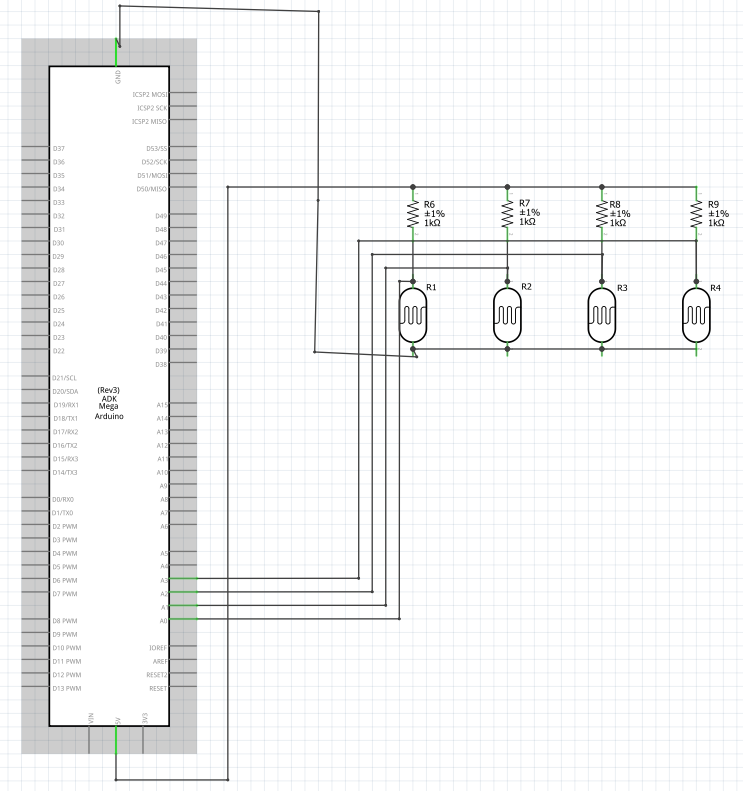 GND
ICSP2 MOSI
ICSP2 SCK
ICSP2 MISO
D37
D36
D35
D34
D33
D32
D31
D30
D29
D28
D27
D26
D25
D24
D23
D22
D21/SCL
D20/SDA
D19/RX1
D18/TX1
D17/RX2
D16/TX2
D15/RX3
D14/TX3
D0/RX0
D1/TX0
D2 PWM
D3 PWM
D4 PWM
D5 PWM
D6 PWM
D7 PWM
D8 PWM
D9 PWM
D10 PWM
D11 PWM
D12 PWM
D13 PWM
(Rev3)
ADK
Mega
Arduino
D53/SS
D52/SCK
D51/MOSI
D50/MISO
D49
D48
D47
D46
D45
D44
D43
D42
D41
D40
D39
D38
A15
A14
A13
A12
A11
A10
A9
A8
A7
A6
A5
A4
A3
A2
A1
A0
IOREF
AREF
RESET2
RESET
VIN
5V
3V3
R6
±1%
1kΩ
R7
±1%
1kΩ
R8
±1%
1kΩ
R9
±1%
1kΩ
R1
R2
R3
R4